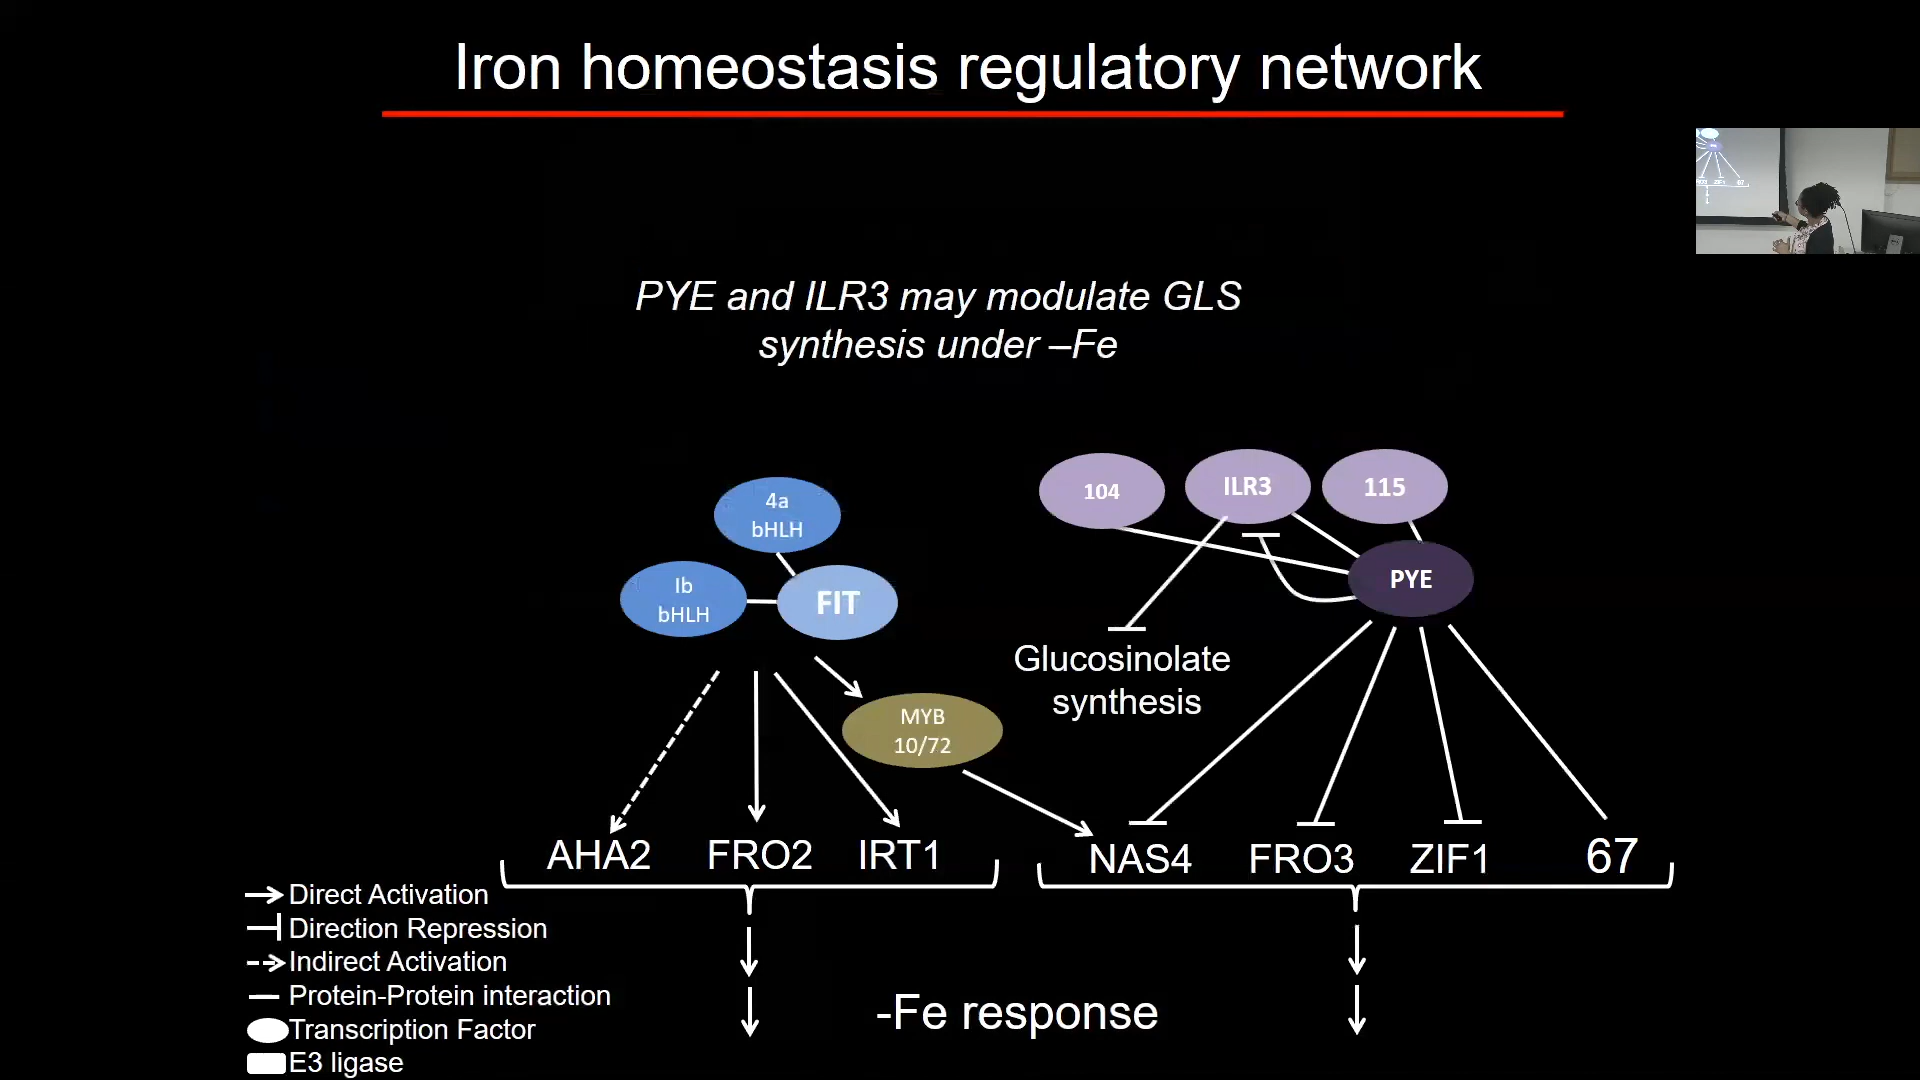 Iron homeostasis regulatory network
PYE and ILR3 may modulate GLS
synthesis under –Fe
104
ILR3
115
4a
bHLH
PYE
Ib
bHLH
FIT
Glucosinolate
synthesis
MYB
10/72
AHA2
FRO2
IRT1
NAS4
FRO3
ZIF1
67
Direct Activation
Direction Repression
Indirect Activation
Protein-Protein interaction
Transcription Factor
E3 ligase
-Fe response